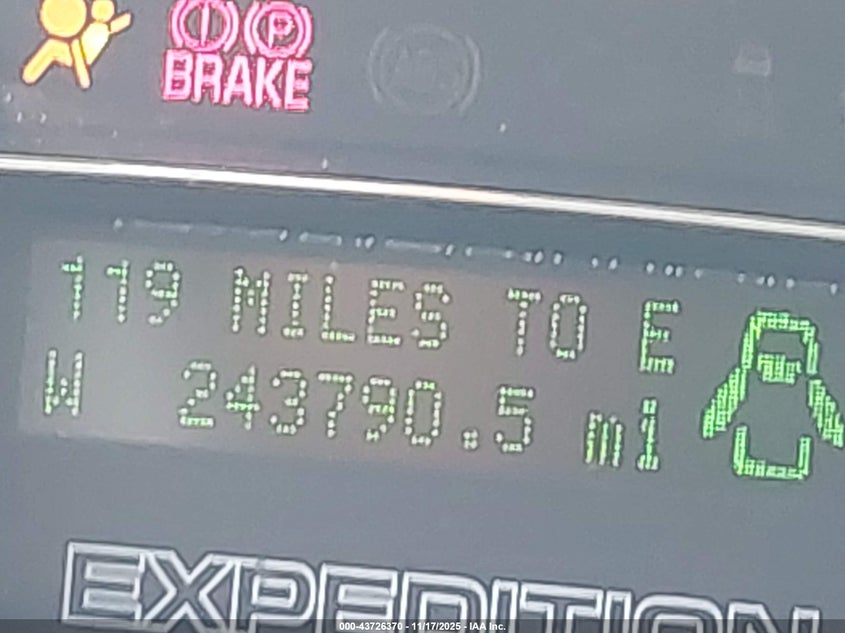 BRAKE
119 MILES TO E
W 243790.5 mi
EXPEDITION
000-43726370 - 11/17/2025 - IAA Inc.